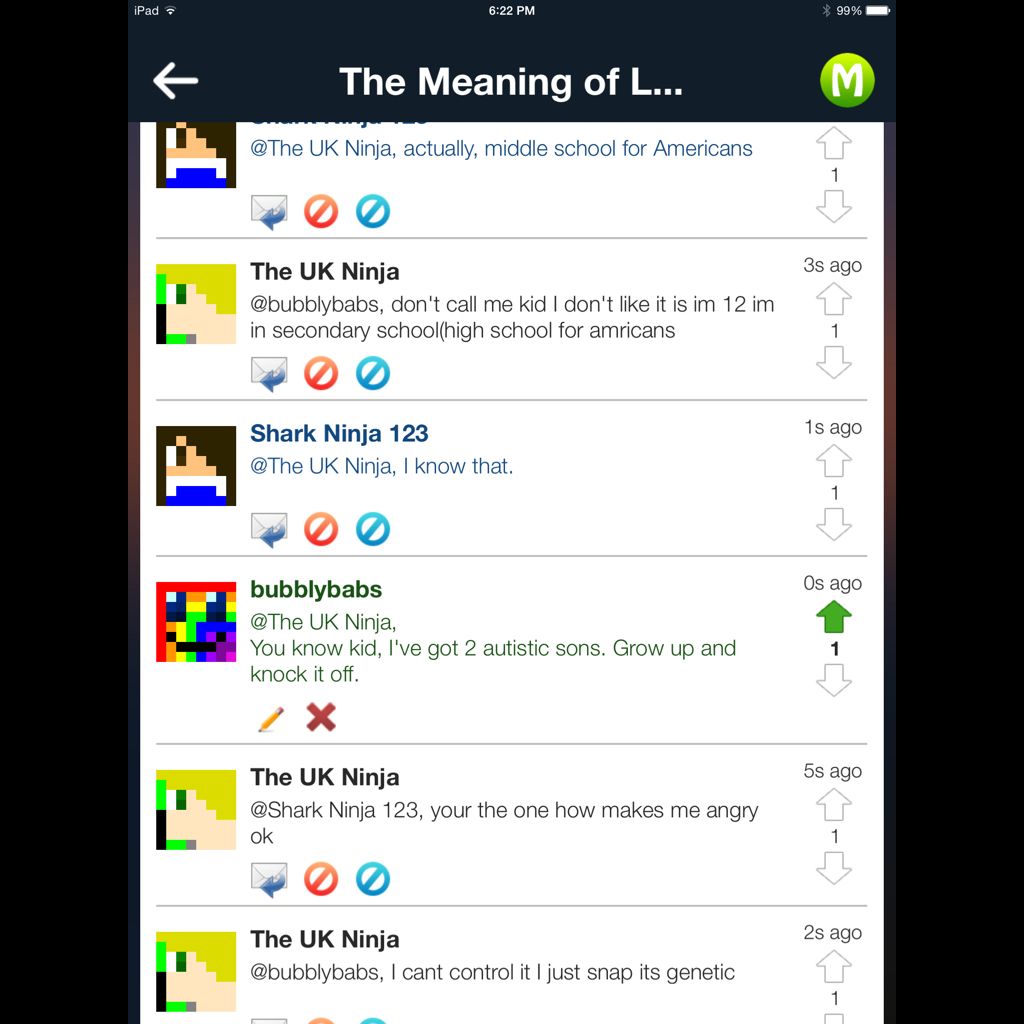 iPad
6:22 PM
99%
The Meaning of L...
M
Shark Ninja 123
@The UK Ninja, actually, middle school for Americans
1
The UK Ninja
3s ago
@bubblybabs, don't call me kid I don't like it is im 12 im
in secondary school(high school for amricans
1
Shark Ninja 123
1s ago
@The UK Ninja, I know that.
1
bubblybabs
0s ago
@The UK Ninja,
You know kid, I've got 2 autistic sons. Grow up and
knock it off.
1
The UK Ninja
5s ago
@Shark Ninja 123, your the one how makes me angry
ok
1
The UK Ninja
2s ago
@bubblybabs, I cant control it I just snap its genetic
1